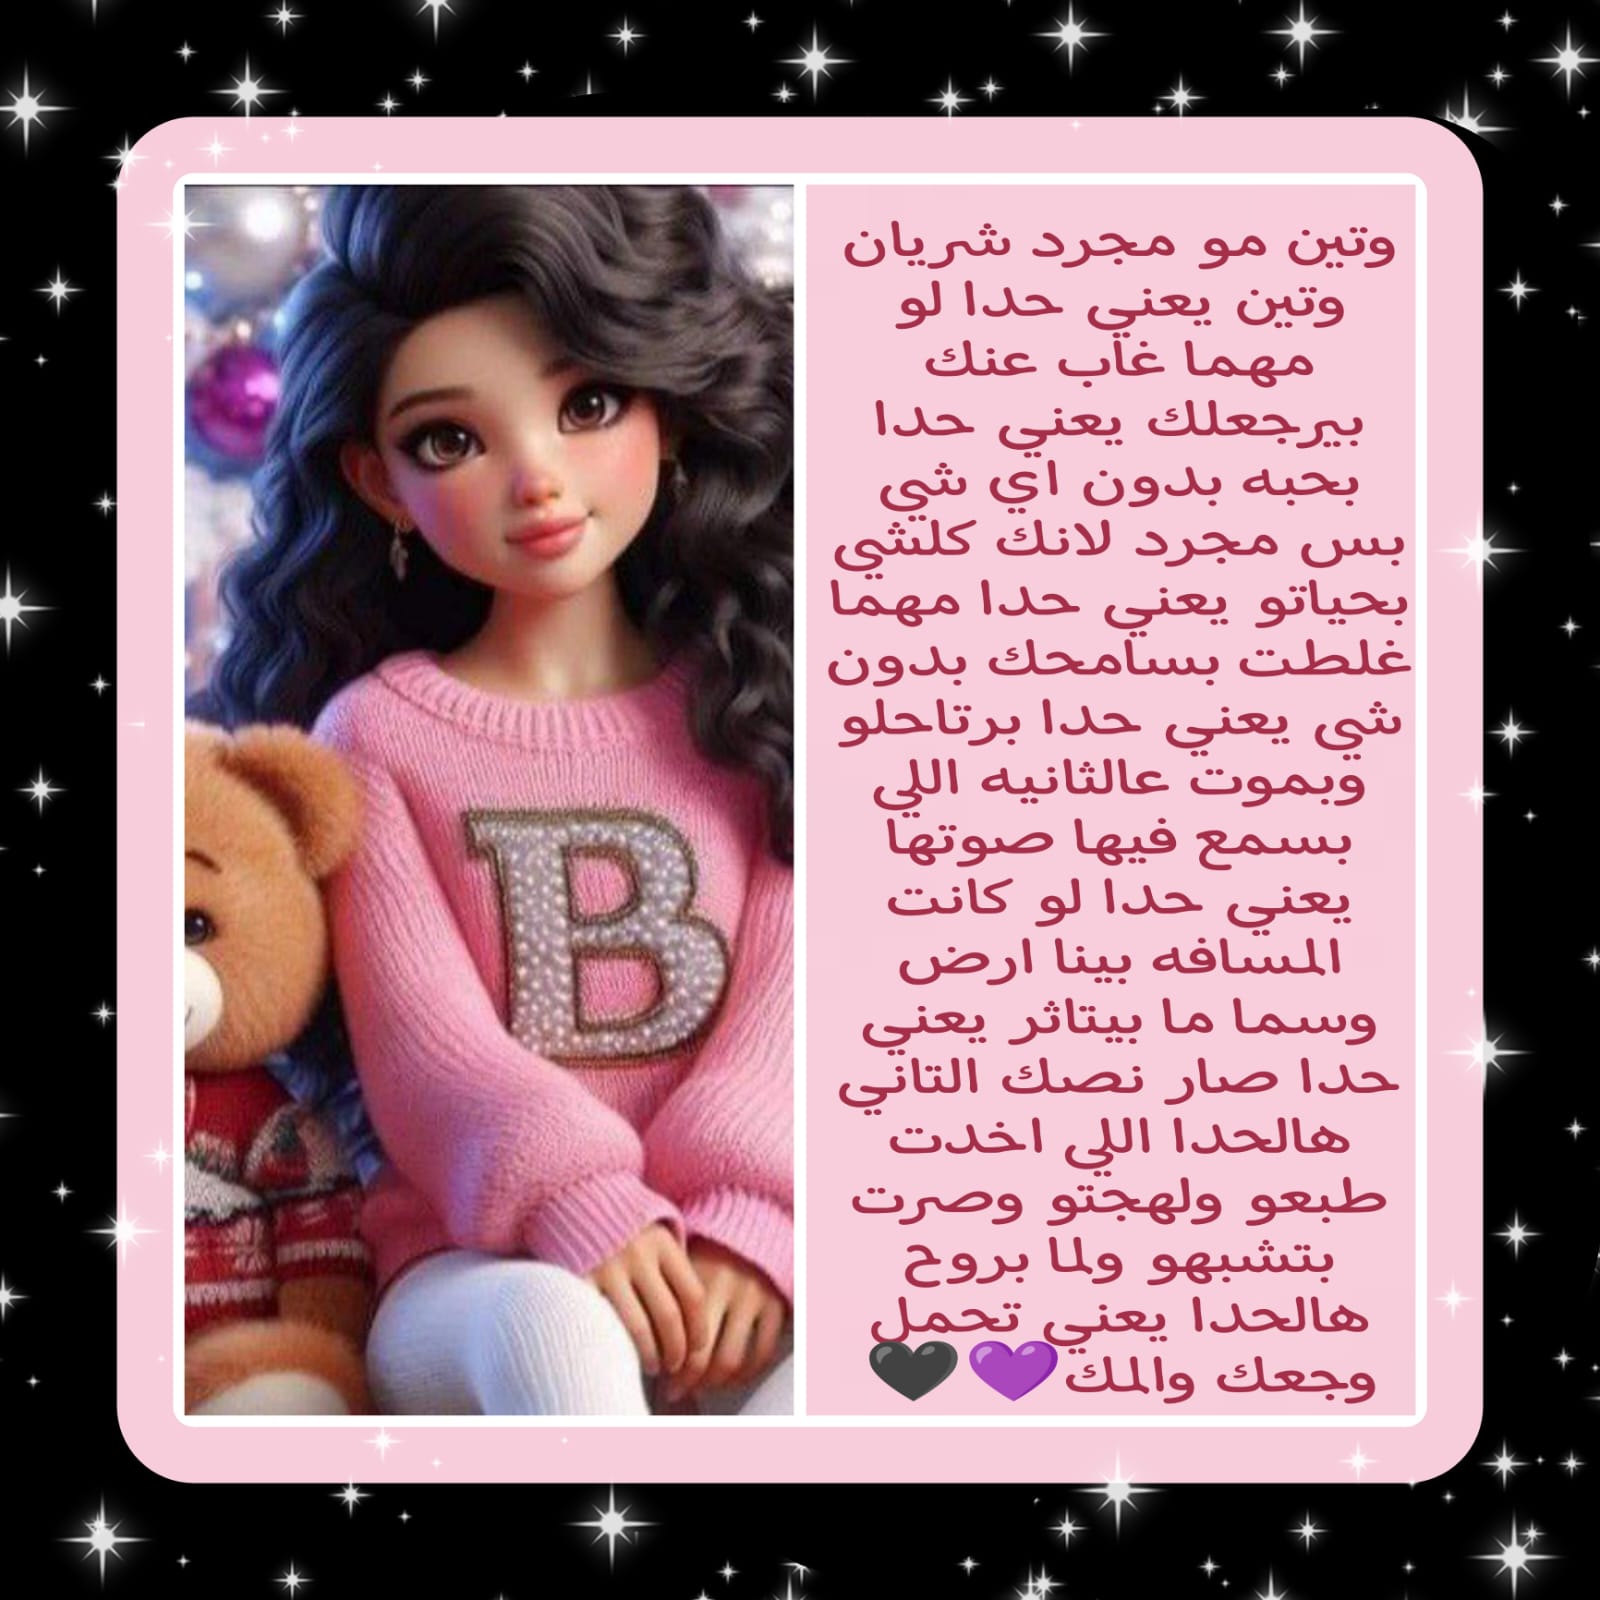 وتين مو مجرد شريان
وتين يعني حدا لو
مهما غاب عنك
بيرجعلك يعني حدا
بحبه بدون اي شي
بس مجرد لانك كلشي
بحياتو يعني حدا مهما
غلطت بسامحك بدون
شي يعني حدا برتاحلو
وبموت عالثانيه اللي
بسمع فيها صوتها
يعني حدا لو كانت
المسافه بينا ارض
وسما ما بيتاثر يعني
حدا صار نصك التاني
هالحدا اللي اخدت
طبعو ولهجتو وصرت
بتشبهو ولما بروح
هالحدا يعني تحمل
وجعك والمك💜🖤
B